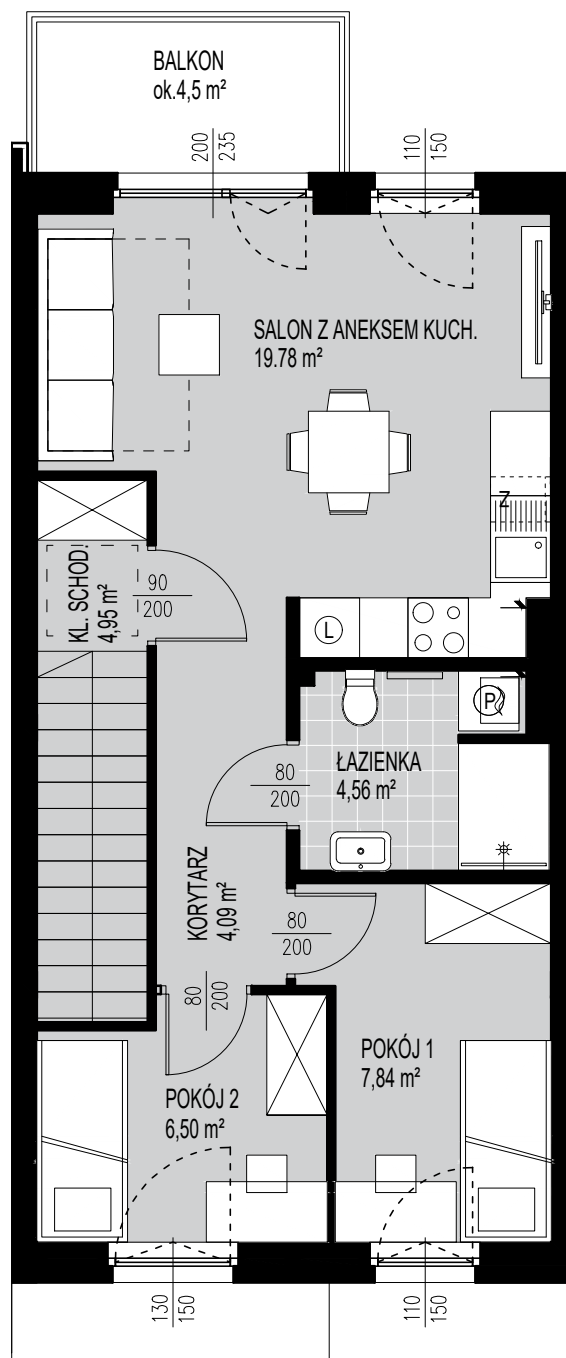 BALKON
ok.4,5 m²
200
235
110
150
SALON Z ANEKSEM KUCH.
19.78 m²
Z
KL. SCHOD.
4,95 m²
90
200
L
P
ŁAZIENKA
4,56 m²
80
200
KORYTARZ
4,09 m²
80
200
80
200
POKÓJ 1
7,84 m²
POKÓJ 2
6,50 m²
130
150
110
150